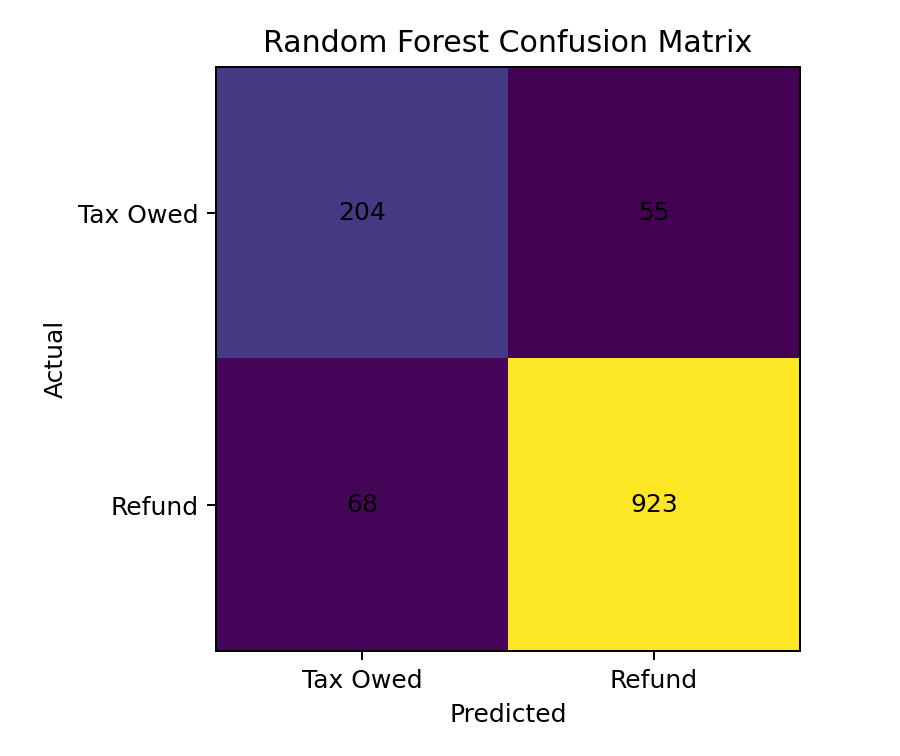 Random Forest Confusion Matrix
Tax Owed
204
55
Actual
Refund
68
923
Tax Owed
Refund
Predicted